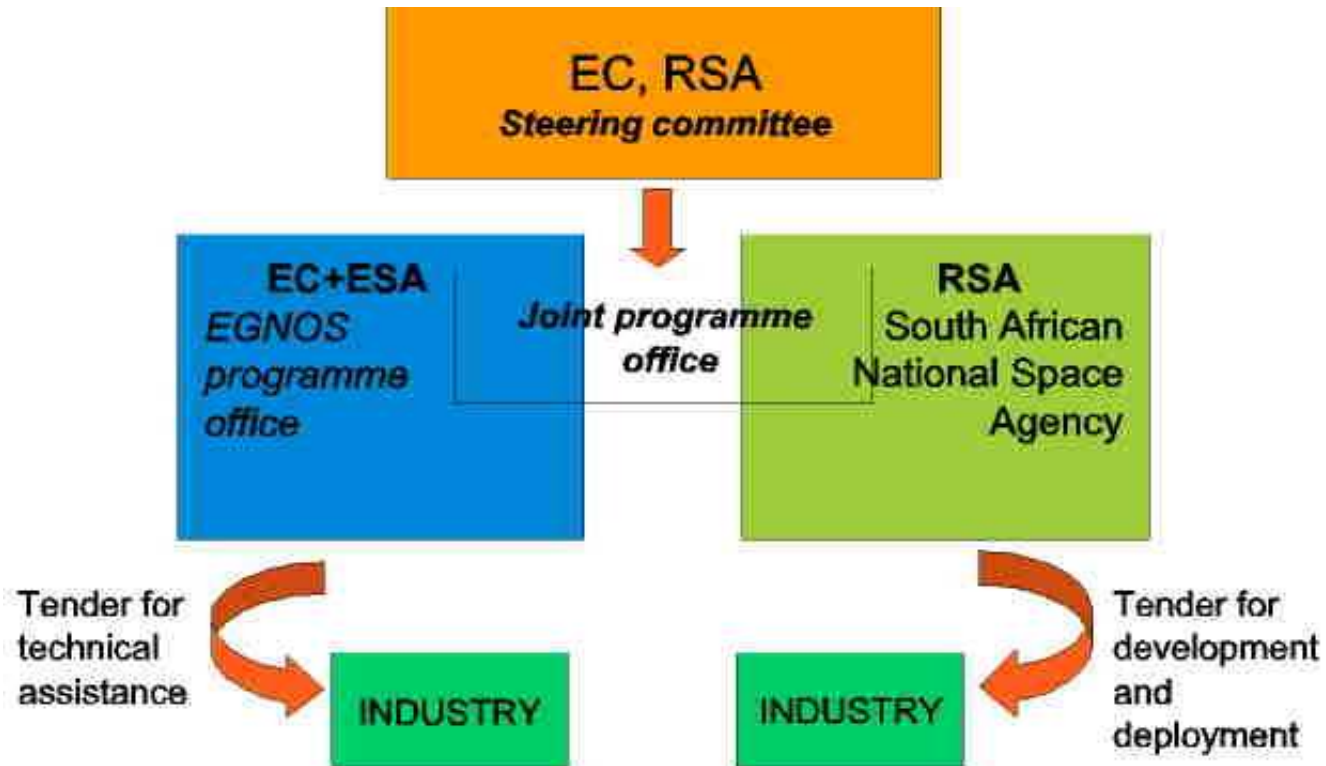 EC, RSA
Steering committee
EC+ESA
EGNOS
programme
office
Joint programme
office
RSA
South African
National Space
Agency
Tender for
technical
assistance
INDUSTRY
INDUSTRY
Tender for
development
and
deployment